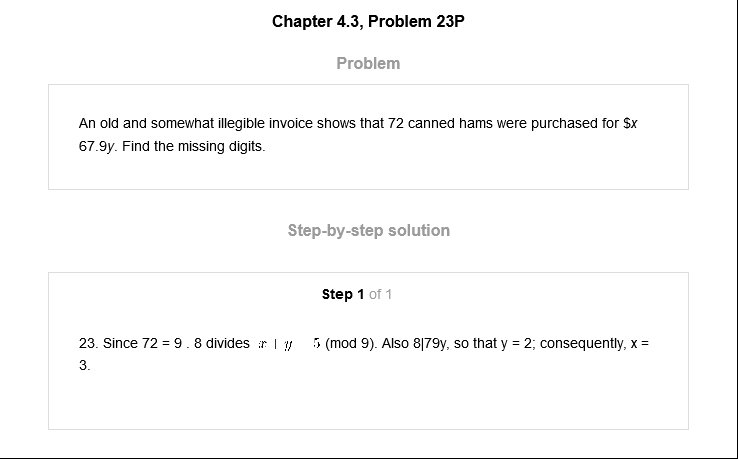 Chapter 4.3, Problem 23P
Problem
An old and somewhat illegible invoice shows that 72 canned hams were purchased for $x
67.9y. Find the missing digits.
Step-by-step solution
Step 1 of 1
23. Since 72 = 9 . 8 divides x y 5 (mod 9). Also 8|79y, so that y = 2; consequently, x =
3.